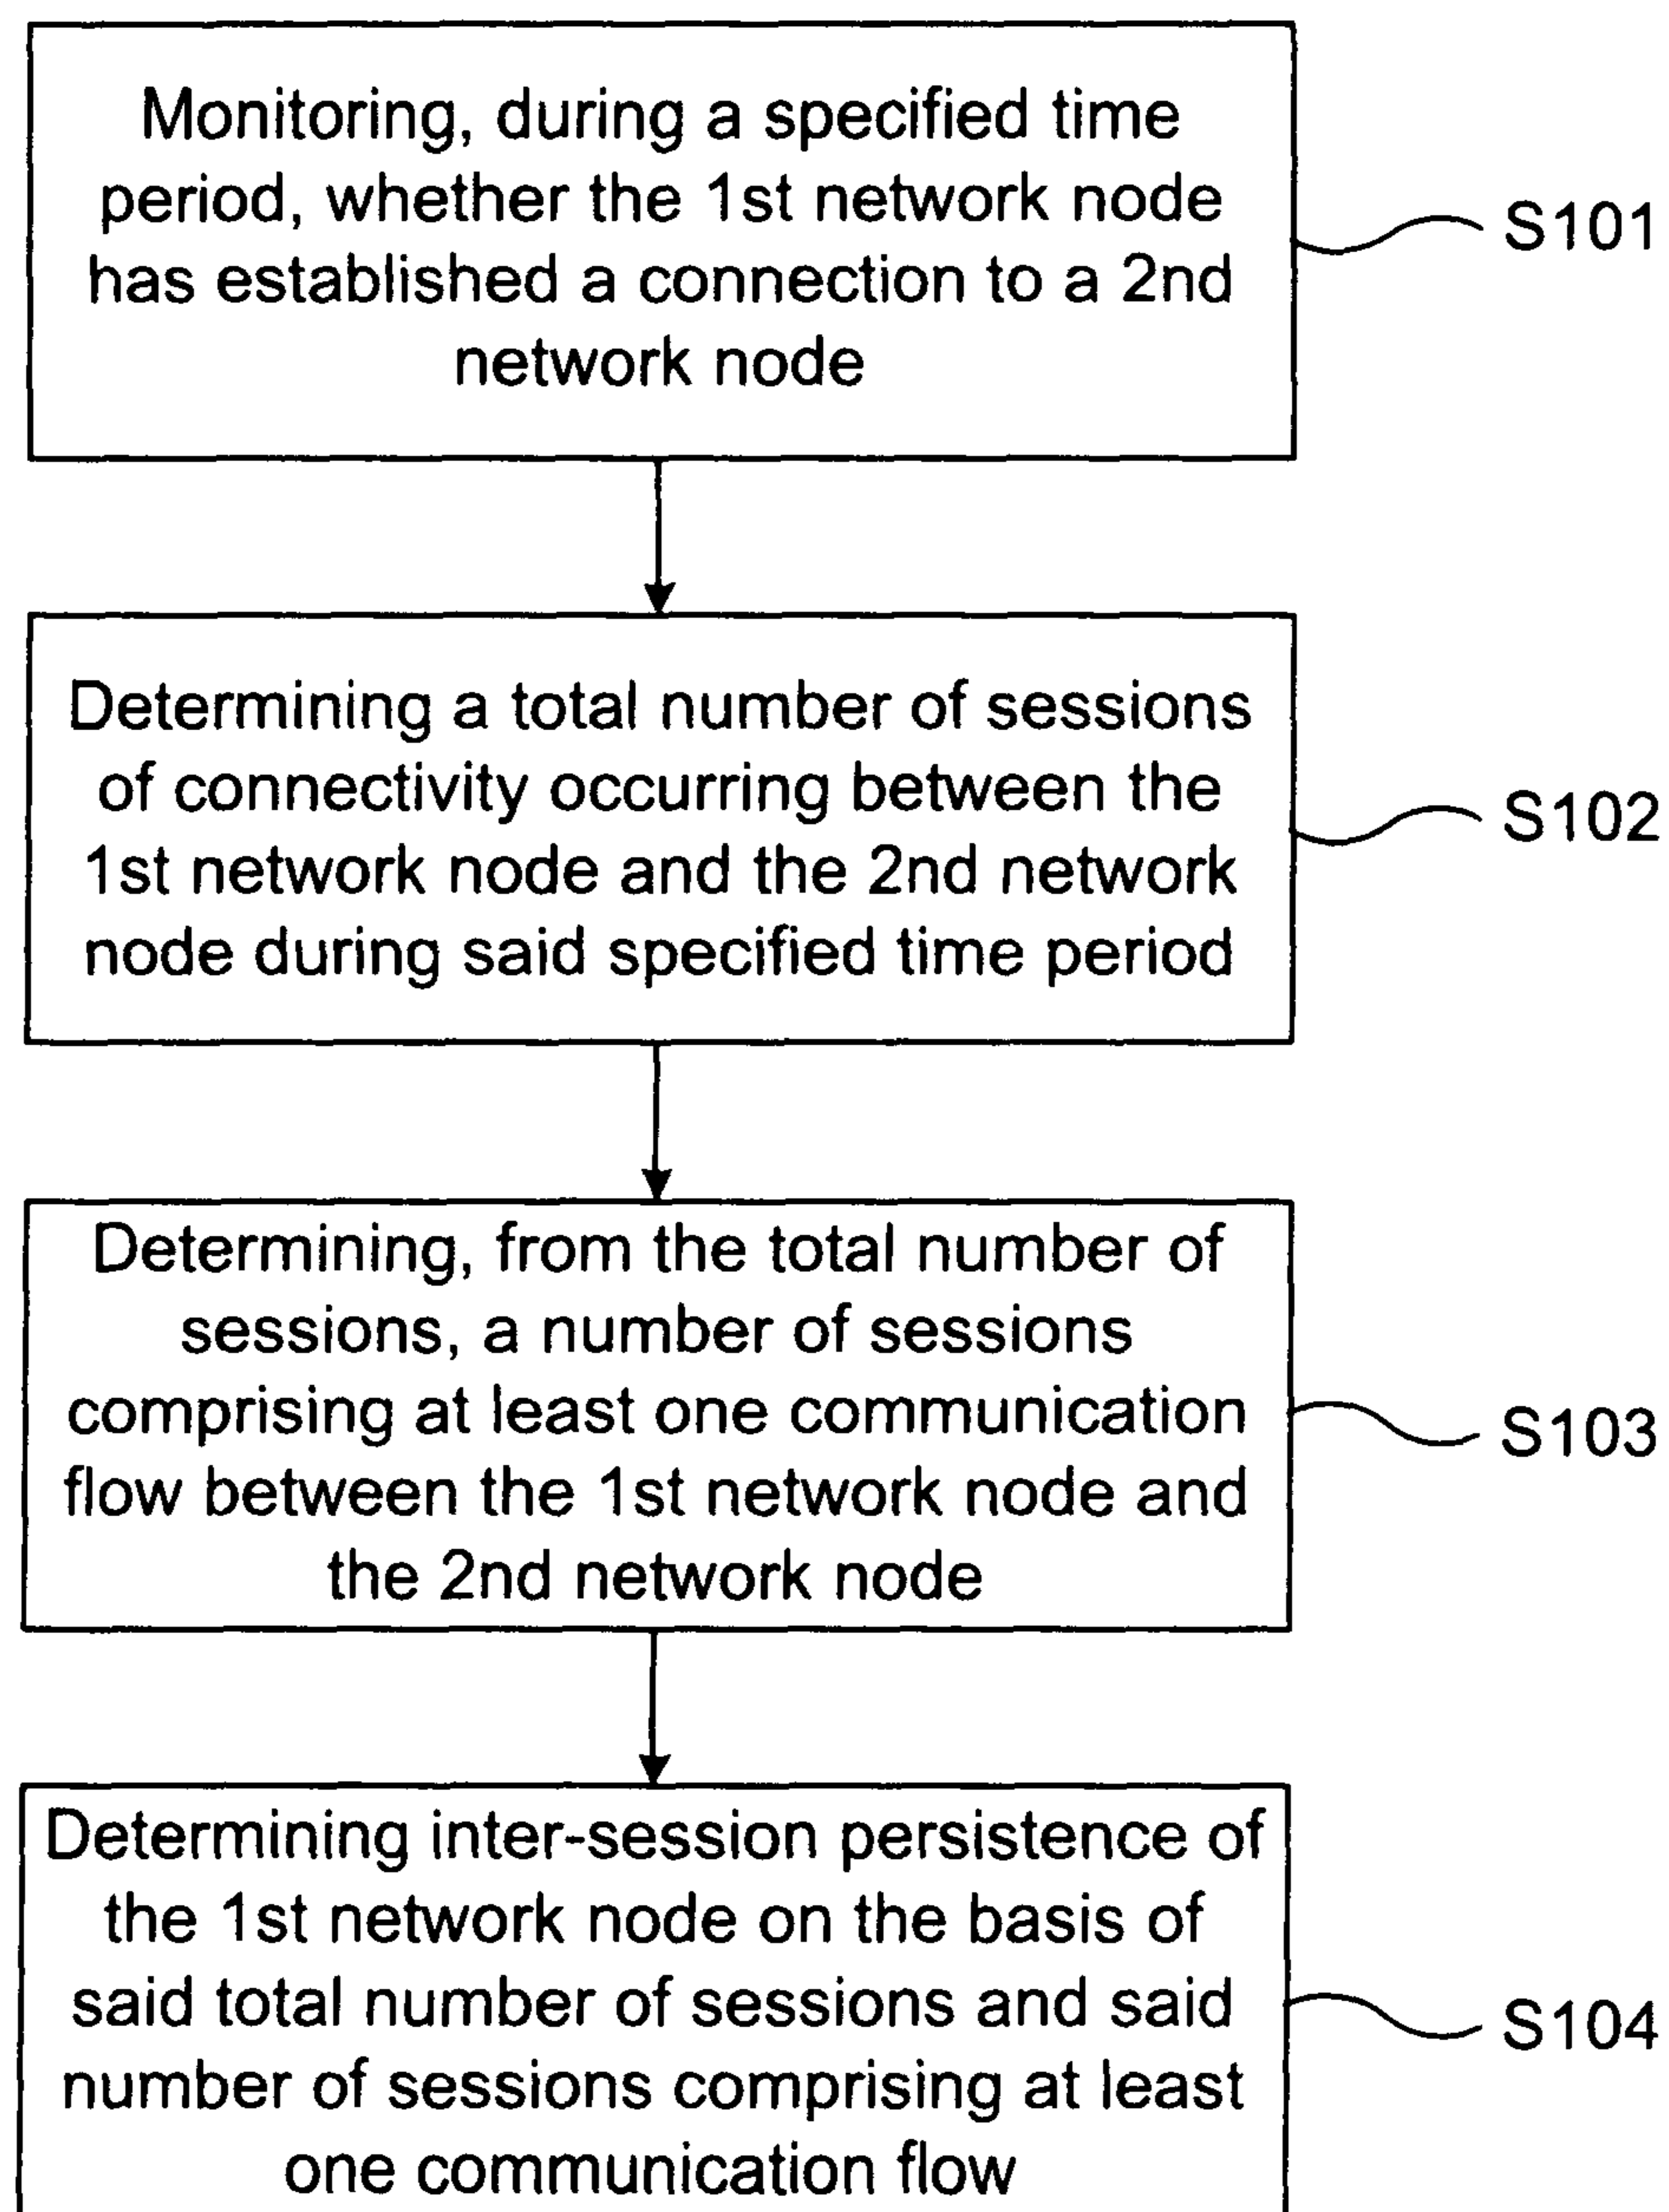 Monitoring, during a specified time
period, whether the 1st network node
has established a connection to a 2nd
network node
S101
Determining a total number of sessions
of connectivity occurring between the
1st network node and the 2nd network
node during said specified time period
S102
Determining, from the total number of
sessions, a number of sessions
comprising at least one communication
flow between the 1st network node and
the 2nd network node
S103
Determining inter-session persistence of
the 1st network node on the basis of
said total number of sessions and said
number of sessions comprising at least
one communication flow
S104